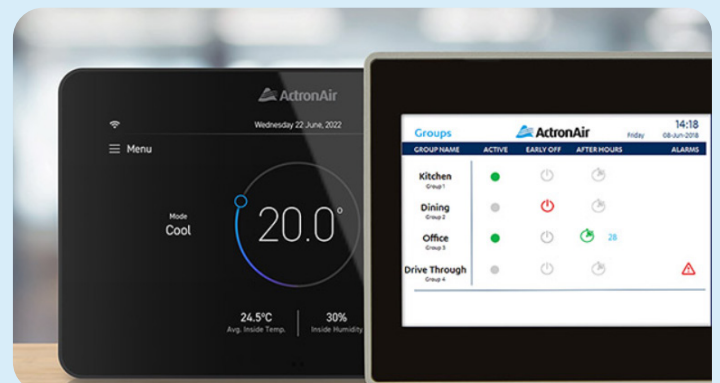 ActronAir
Wednesday 22 June, 2022
Menu
Mode
Cool
20.0°
24.5°C
Avg. Inside Temp.
30%
Inside Humidity
Groups
ActronAir
Friday
14:18
08-Jun-2018
GROUP NAME ACTIVE EARLY OFF AFTER HOURS ALARMS
Kitchen
Group 1
Dining
Group 2
Office 28
Group 3
Drive Through
Group 4